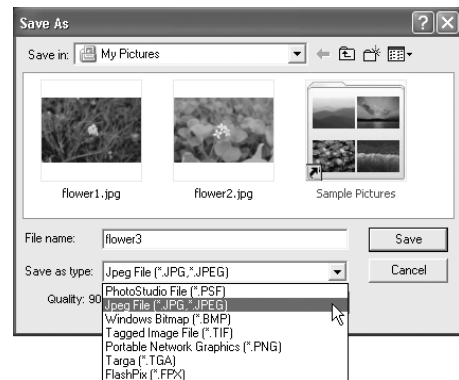 Save As
Save in: My Pictures
flower1.jpg
flower2.jpg
Sample Pictures
File name: flower3 Save
Save as type: Jpeg File (*.JPG,*.JPEG) Cancel
Quality: 90
PhotoStudio File (*.PSF)
Jpeg File (*.JPG,*.JPEG)
Windows Bitmap (*.BMP)
Tagged Image File (*.TIF)
Portable Network Graphics (*.PNG)
Targa (*.TGA)
FlashPix (*.FPX)